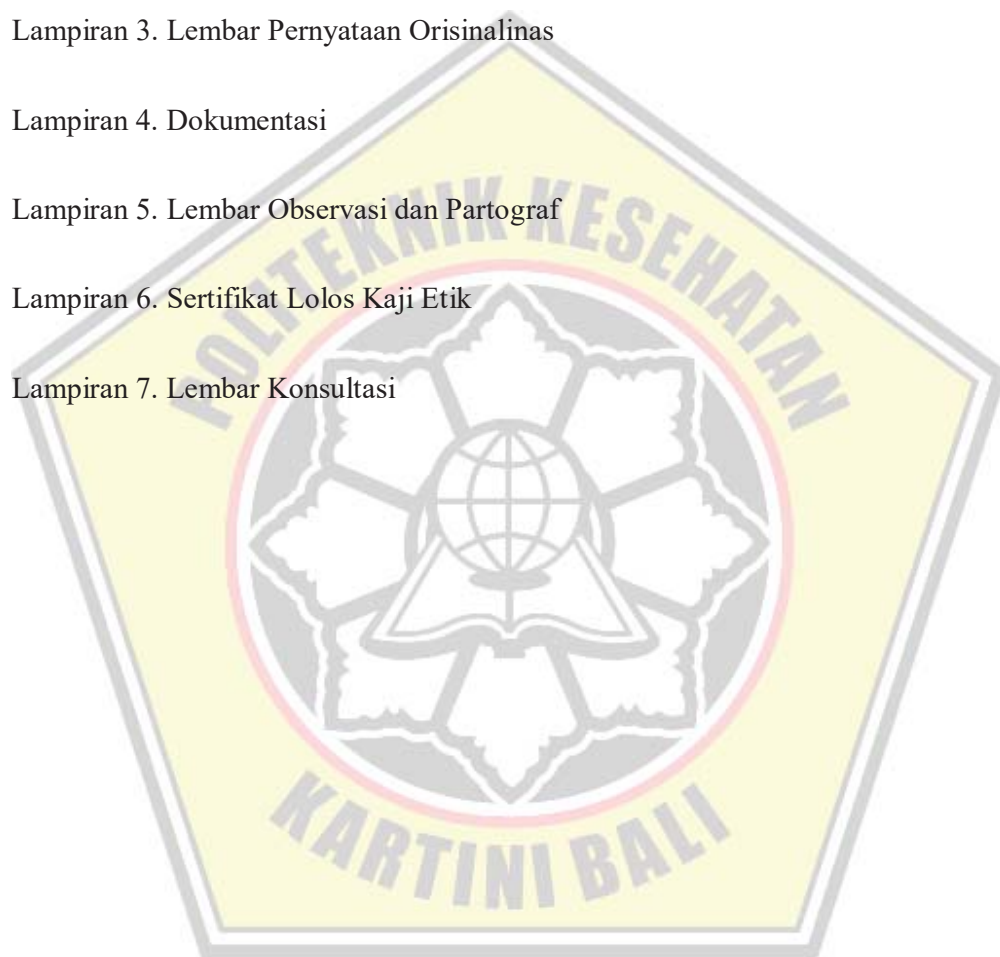 Lampiran 3. Lembar Pernyataan Orisinalinas
Lampiran 4. Dokumentasi
Lampiran 5. Lembar Observasi dan Partograf
Lampiran 6. Sertifikat Lolos Kaji Etik
Lampiran 7. Lembar Konsultasi
POLITEKNIK KESEHATAN
KARTINI BALI